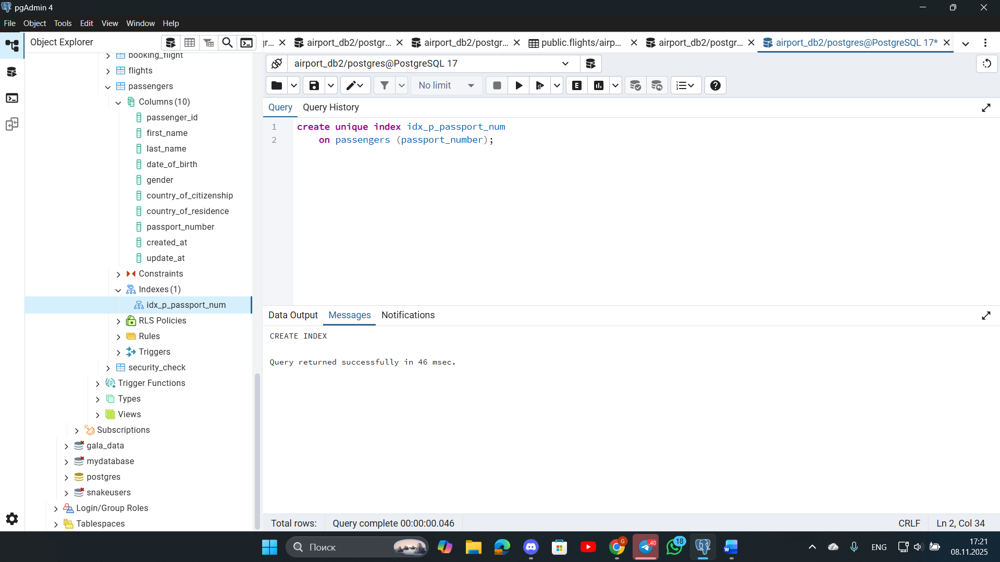 pgAdmin 4
File Object Tools Edit View Window Help
Object Explorer
booking_flight
flights
passengers
Columns (10)
passenger_id
first_name
last_name
date_of_birth
gender
country_of_citizenship
country_of_residence
passport_number
created_at
update_at
Constraints
Indexes (1)
idx_p_passport_num
RLS Policies
Rules
Triggers
security_check
Trigger Functions
Types
Views
Subscriptions
gala_data
mydatabase
postgres
snakeusers
Login/Group Roles
Tablespaces
gr... airport_db2/postgr... airport_db2/postgr... public.flights/airp... airport_db2/postgr... airport_db2/postgres@PostgreSQL 17*
airport_db2/postgres@PostgreSQL 17
No limit
E
Query Query History
1 create unique index idx_p_passport_num
2 on passengers (passport_number);
Data Output Messages Notifications
CREATE INDEX
Query returned successfully in 46 msec.
Total rows: Query complete 00:00:00.046 CRLF Ln 2, Col 34
Поиск
G
40
18
W
ENG
17:21
08.11.2025